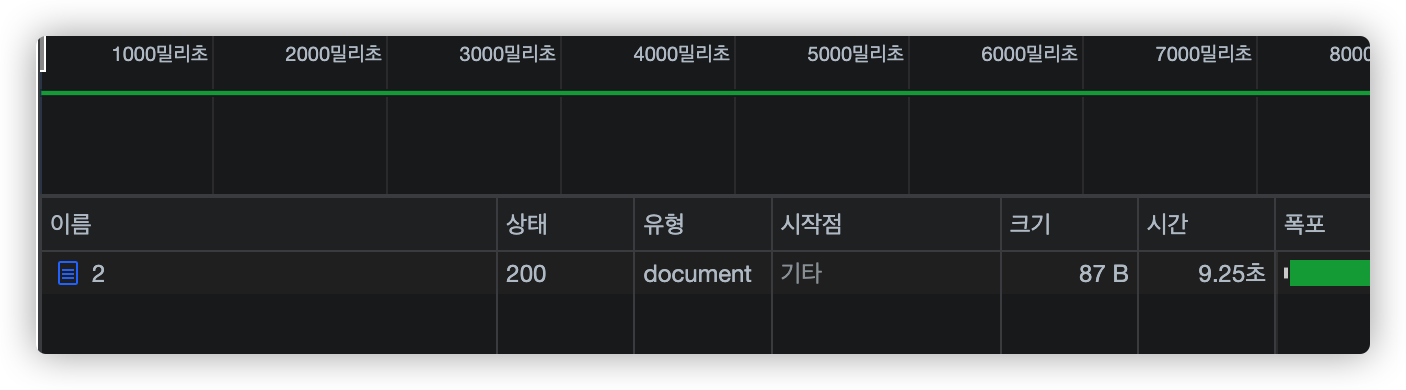 1000밀리초 2000밀리초 3000밀리초 4000밀리초 5000밀리초 6000밀리초 7000밀리초 8000
이름 상태 유형 시작점 크기 시간 폭포
2 200 document 기타 87 B 9.25초